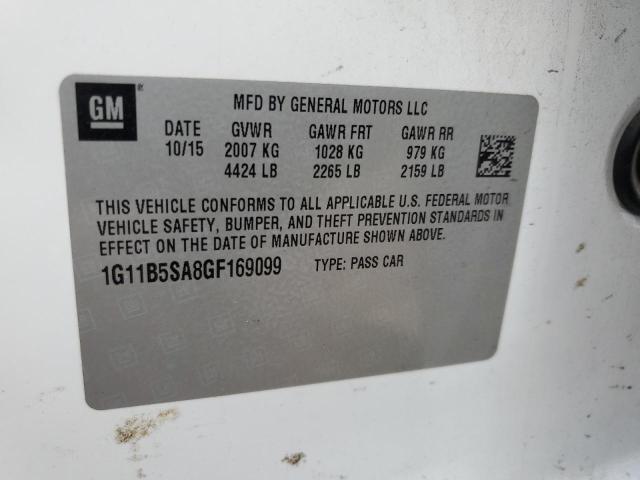 GM
MFD BY GENERAL MOTORS LLC
DATE GVWR GAWR FRT GAWR RR
10/15 2007 KG 1028 KG 979 KG
4424 LB 2265 LB 2159 LB
THIS VEHICLE CONFORMS TO ALL APPLICABLE U.S. FEDERAL MOTOR
VEHICLE SAFETY, BUMPER, AND THEFT PREVENTION STANDARDS IN
EFFECT ON THE DATE OF MANUFACTURE SHOWN ABOVE.
1G11B5SA8GF169099 TYPE: PASS CAR